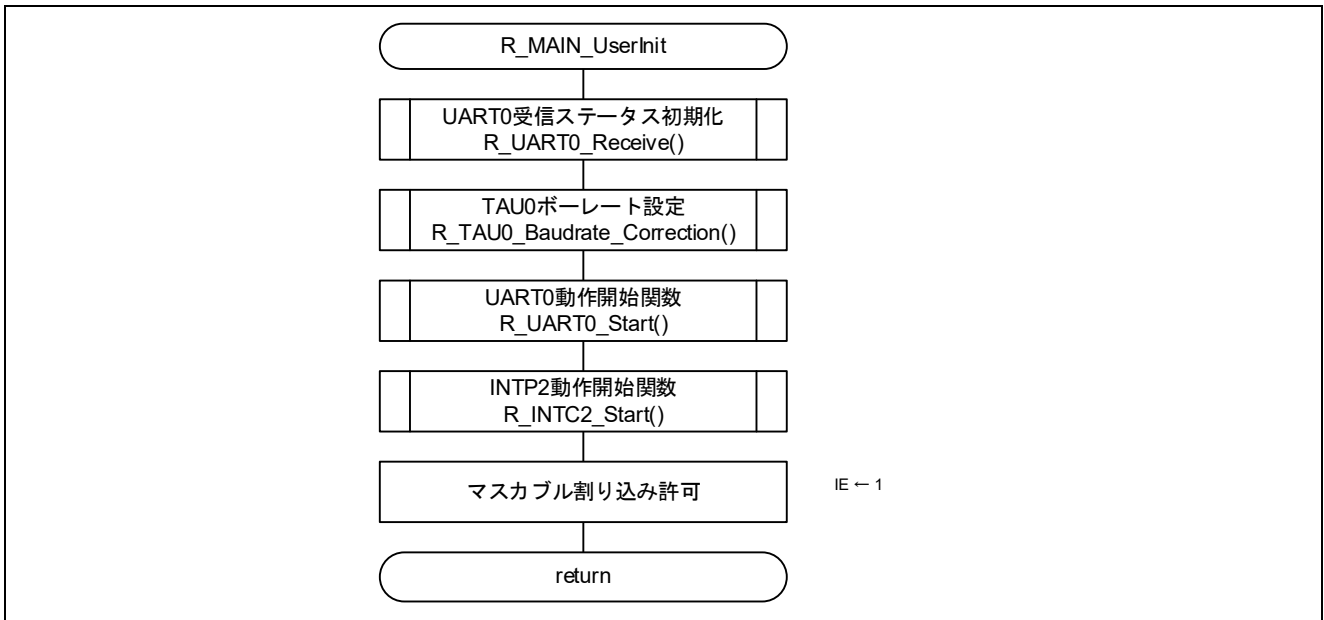 R_MAIN_UserInit
UART0受信ステータス初期化
R_UART0_Receive()
TAU0ボーレート設定
R_TAU0_Baudrate_Correction()
UART0動作開始関数
R_UART0_Start()
INTP2動作開始関数
R_INTC2_Start()
マスカブル割り込み許可
IE ← 1
return